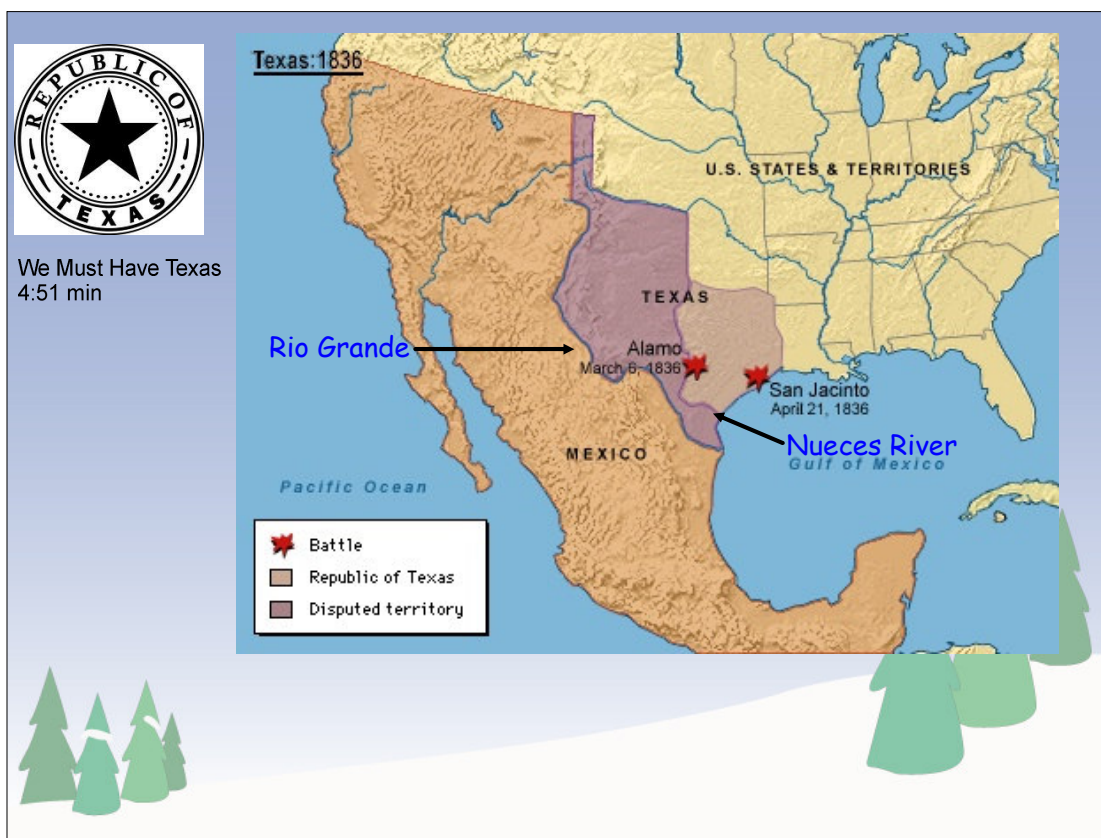 REPUBLIC OF
TEXAS
We Must Have Texas
4:51 min
Texas:1836
U.S. STATES & TERRITORIES
TEXAS
Rio Grande
Alamo
March 6, 1836
San Jacinto
April 21, 1836
Nueces River
MEXICO
Gulf of Mexico
Pacific Ocean
Battle
Republic of Texas
Disputed territory